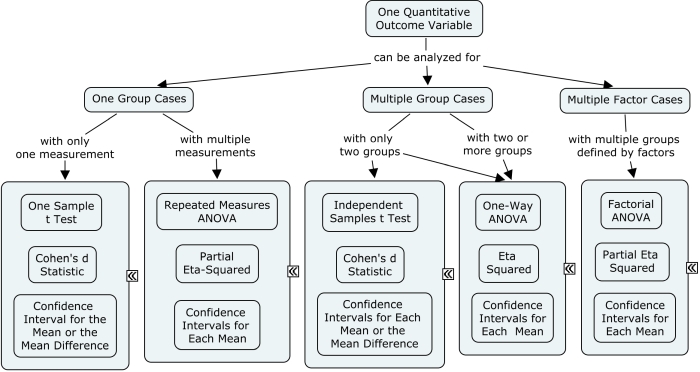 One Quantitative
Outcome Variable
can be analyzed for
One Group Cases
Multiple Group Cases
Multiple Factor Cases
with only
one measurement
with multiple
measurements
with only
two groups
with two or
more groups
with multiple groups
defined by factors
One Sample
t Test
Cohen's d
Statistic
Confidence
Interval for the
Mean or the
Mean Difference
Repeated Measures
ANOVA
Partial
Eta-Squared
Confidence
Intervals for
Each Mean
Independent
Samples t Test
Cohen's d
Statistic
Confidence
Intervals for Each
Mean or the
Mean Difference
One-Way
ANOVA
Eta
Squared
Confidence
Intervals for
Each Mean
Factorial
ANOVA
Partial Eta
Squared
Confidence
Intervals for
Each Mean